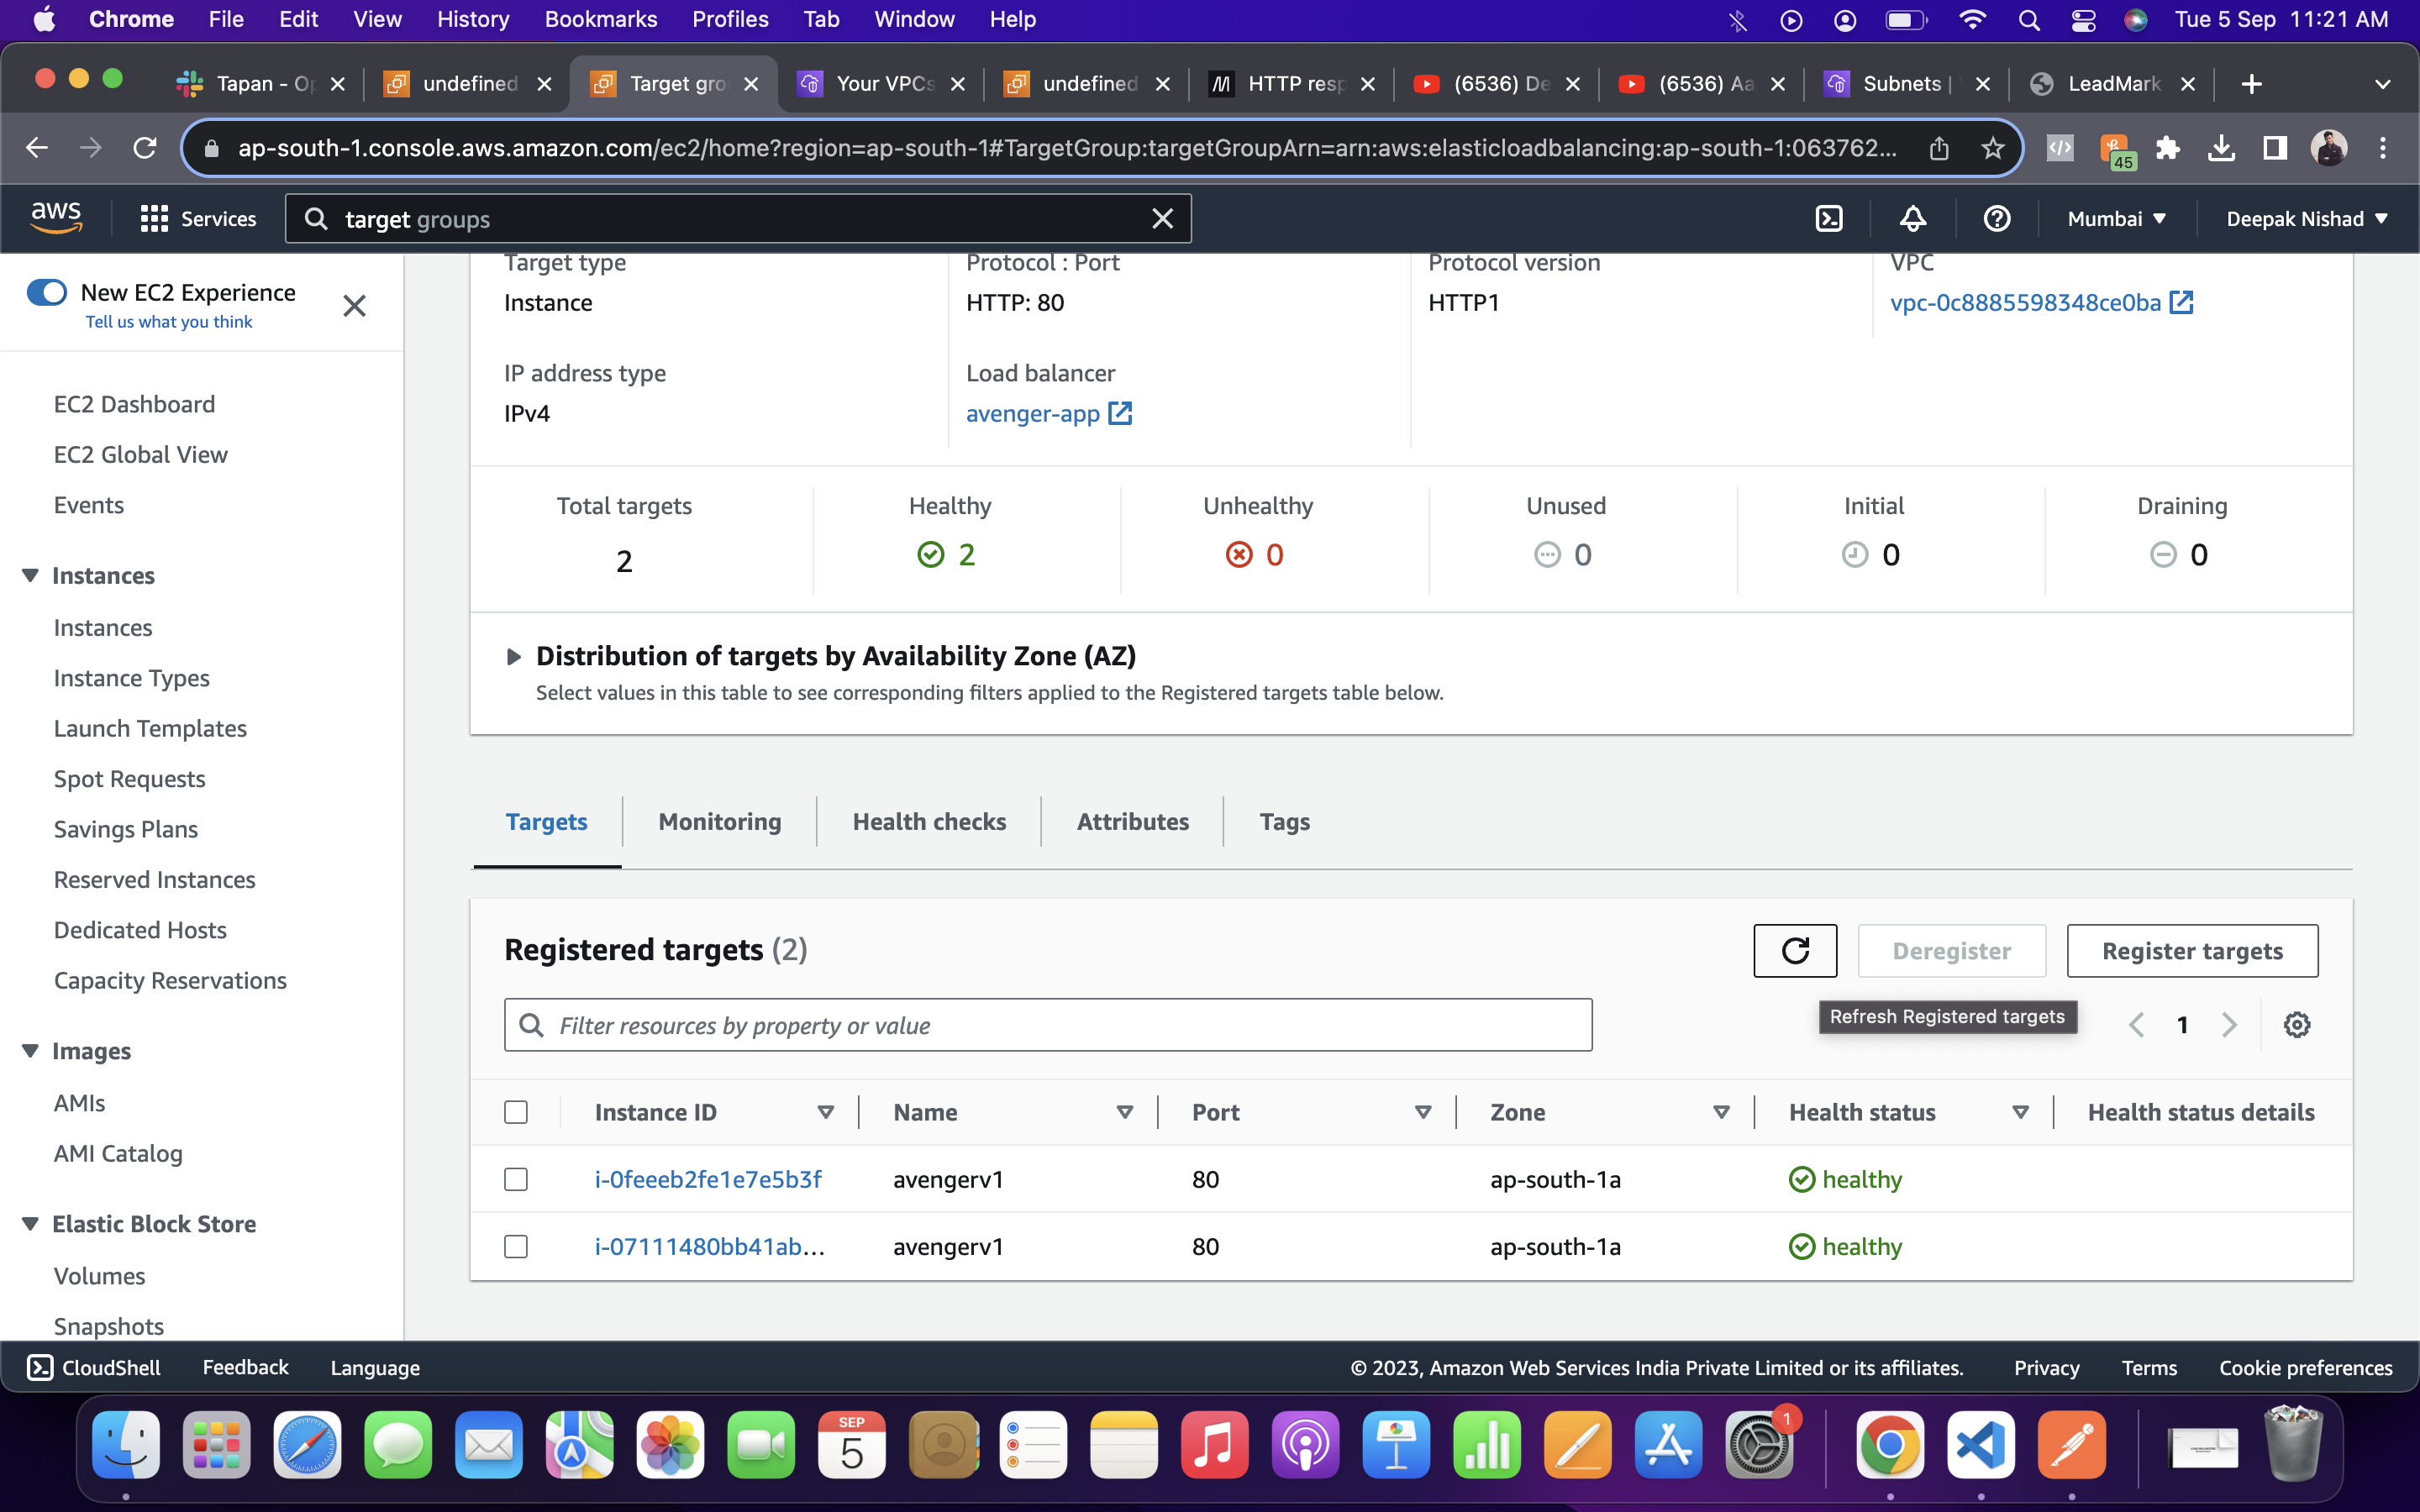 Chrome File Edit View History Bookmarks Profiles Tab Window Help Tue 5 Sep 11:21 AM
Tapan - Op undefined Target gro Your VPCs undefined HTTP resp (6536) De (6536) Aa Subnets | LeadMark
ap-south-1.console.aws.amazon.com/ec2/home?region=ap-south-1#TargetGroup:targetGroupArn=arn:aws:elasticloadbalancing:ap-south-1:063762... 45
aws Services target groups Mumbai Deepak Nishad
New EC2 Experience
Tell us what you think
EC2 Dashboard
EC2 Global View
Events
Instances
Instances
Instance Types
Launch Templates
Spot Requests
Savings Plans
Reserved Instances
Dedicated Hosts
Capacity Reservations
Images
AMIs
AMI Catalog
Elastic Block Store
Volumes
Snapshots
Target type Protocol : Port Protocol version VPC
Instance HTTP: 80 HTTP1 vpc-0c8885598348ce0ba
IP address type Load balancer
IPv4 avenger-app
Total targets Healthy Unhealthy Unused Initial Draining
2 2 0 0 0 0
Distribution of targets by Availability Zone (AZ)
Select values in this table to see corresponding filters applied to the Registered targets table below.
Targets Monitoring Health checks Attributes Tags
Registered targets (2) Deregister Register targets
Filter resources by property or value Refresh Registered targets 1
Instance ID Name Port Zone Health status Health status details
i-0feeeb2fe1e7e5b3f avengerv1 80 ap-south-1a healthy
i-07111480bb41ab... avengerv1 80 ap-south-1a healthy
CloudShell Feedback Language © 2023, Amazon Web Services India Private Limited or its affiliates. Privacy Terms Cookie preferences
SEP
5
1